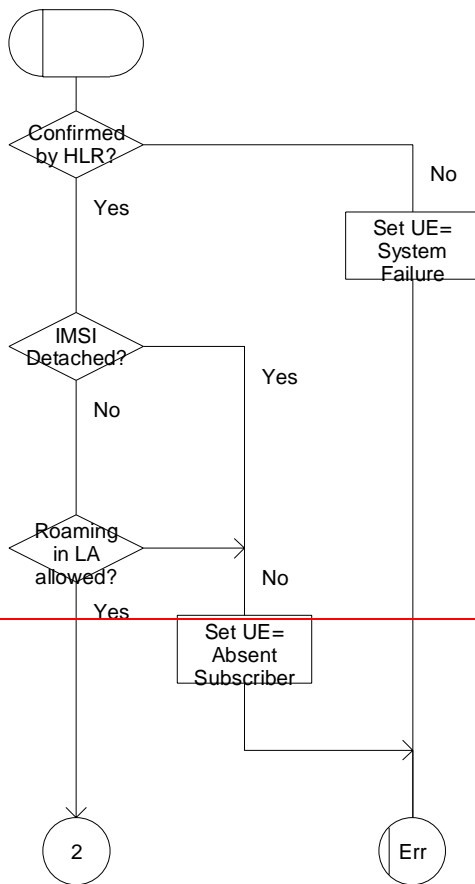 Confirmed
by HLR?
No
Yes
Set UE=
System
Failure
IMSI
Detached?
Yes
No
Roaming
in LA
allowed?
No
Yes
Set UE=
Absent
Subscriber
2
Err